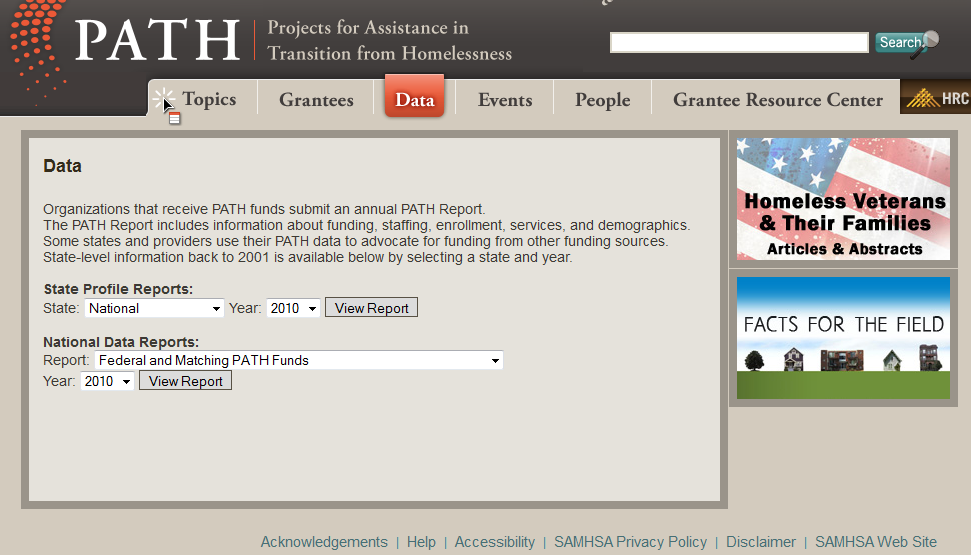 PATH
Projects for Assistance in
Transition from Homelessness
Search
Topics Grantees Data Events People Grantee Resource Center HRC
Data
Organizations that receive PATH funds submit an annual PATH Report.
The PATH Report includes information about funding, staffing, enrollment, services, and demographics.
Some states and providers use their PATH data to advocate for funding from other funding sources.
State-level information back to 2001 is available below by selecting a state and year.
State Profile Reports:
State: National Year: 2010 View Report
National Data Reports:
Report: Federal and Matching PATH Funds
Year: 2010 View Report
Homeless Veterans
& Their Families
Articles & Abstracts
FACTS FOR THE FIELD
Acknowledgements | Help | Accessibility | SAMHSA Privacy Policy | Disclaimer | SAMHSA Web Site